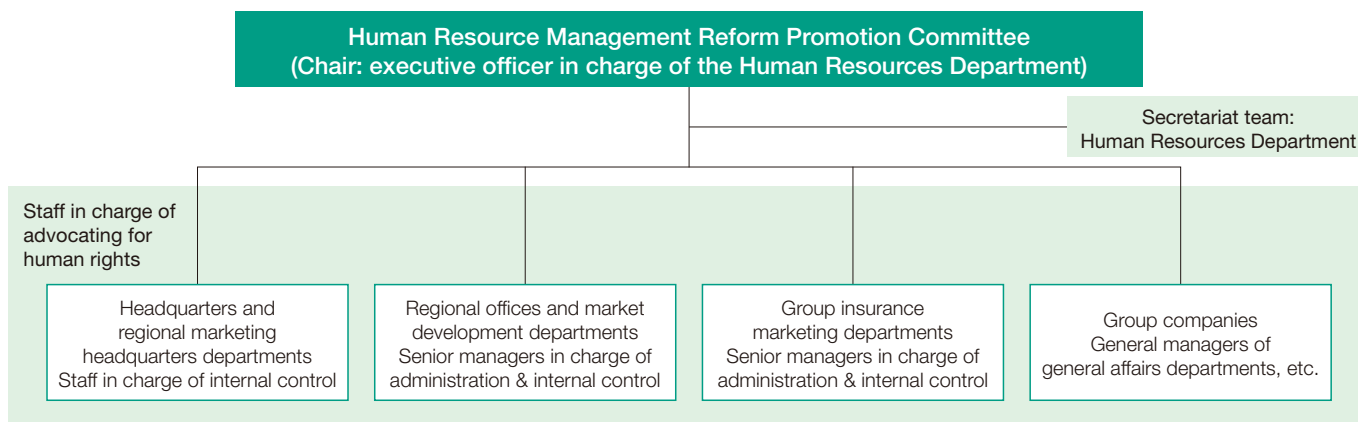 Human Resource Management Reform Promotion Committee
(Chair: executive officer in charge of the Human Resources Department)
Secretariat team:
Human Resources Department
Staff in charge of
advocating for
human rights
Headquarters and
regional marketing
headquarters departments
Staff in charge of internal control
Regional offices and market
development departments
Senior managers in charge of
administration & internal control
Group insurance
marketing departments
Senior managers in charge of
administration & internal control
Group companies
General managers of
general affairs departments, etc.